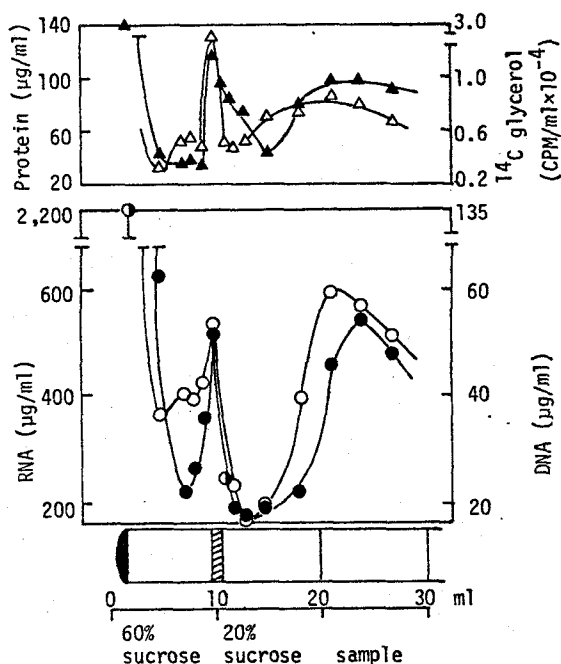 Protein (µg/ml)
140
100
60
20
3.0
1.0
0.6
0.2
14C glycerol
(CPM/ml×10-4)
RNA (µg/ml)
2,200
600
400
200
135
60
40
20
DNA (µg/ml)
0 10 20 30 ml
60% 20%
sucrose sucrose sample